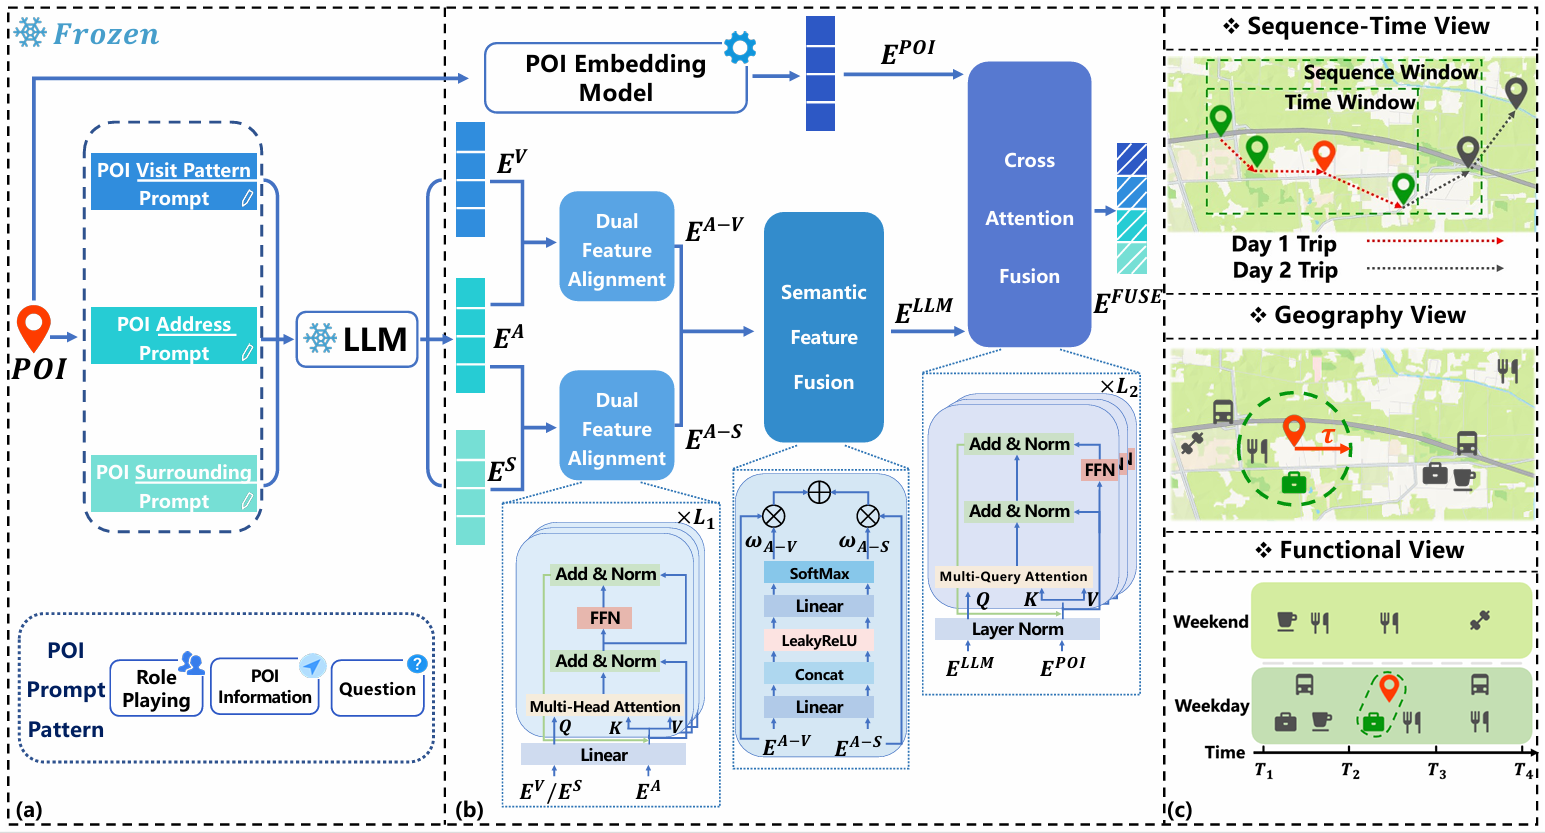 Frozen
POI Visit Pattern
Prompt
POI Address
Prompt
POI Surrounding
Prompt
POI
LLM
POI
Prompt
Pattern
Role
Playing
POI
Information
Question
?
(a)
POI Embedding
Model
E^{POI}
E^V
E^A
E^S
Dual
Feature
Alignment
Dual
Feature
Alignment
E^{A-V}
E^{A-S}
Semantic
Feature
Fusion
E^{LLM}
Cross
Attention
Fusion
E^{FUSE}
×L_1
Add & Norm
FFN
Add & Norm
Multi-Head Attention
Q K V
Linear
E^V/E^S E^A
ω_{A-V} ω_{A-S}
SoftMax
Linear
LeakyReLU
Concat
Linear
E^{A-V} E^{A-S}
×L_2
Add & Norm
FFN
Add & Norm
Multi-Query Attention
Q K V
Layer Norm
E^{LLM} E^{POI}
(b)
❖ Sequence-Time View
Sequence Window
Time Window
Day 1 Trip
Day 2 Trip
❖ Geography View
τ
❖ Functional View
Weekend
Weekday
Time
T_1 T_2 T_3 T_4
(c)